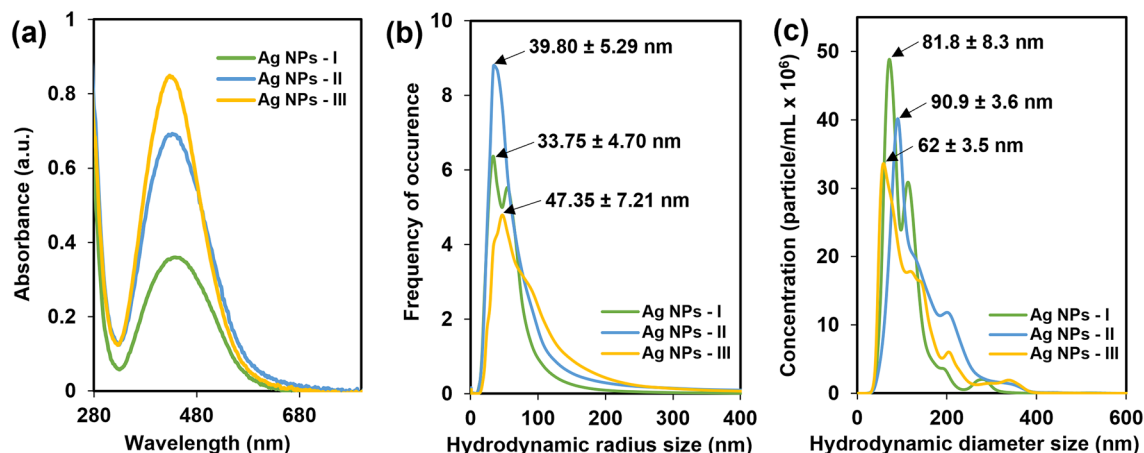 (a)
1
0.8
0.6
0.4
0.2
0
280
480
680
Absorbance (a.u.)
Wavelength (nm)
Ag NPs - I
Ag NPs - II
Ag NPs - III
(b)
10
8
6
4
2
0
0
100
200
300
400
Frequency of occurence
Hydrodynamic radius size (nm)
39.80 ± 5.29 nm
33.75 ± 4.70 nm
47.35 ± 7.21 nm
Ag NPs - I
Ag NPs - II
Ag NPs - III
(c)
50
40
30
20
10
0
0
200
400
600
Concentration (particle/mL x 10⁶)
Hydrodynamic diameter size (nm)
81.8 ± 8.3 nm
90.9 ± 3.6 nm
62 ± 3.5 nm
Ag NPs - I
Ag NPs - II
Ag NPs - III